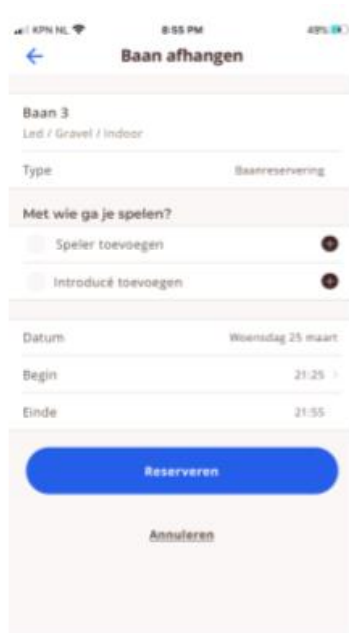 KPN NL 8:55 PM 49%
Baan afhangen
Baan 3
Led / Gravel / Indoor
Type Baanreservering
Met wie ga je spelen?
Speler toevoegen
Introducé toevoegen
Datum Woensdag 25 maart
Begin 21:25
Einde 21:55
Reserveren
Annuleren